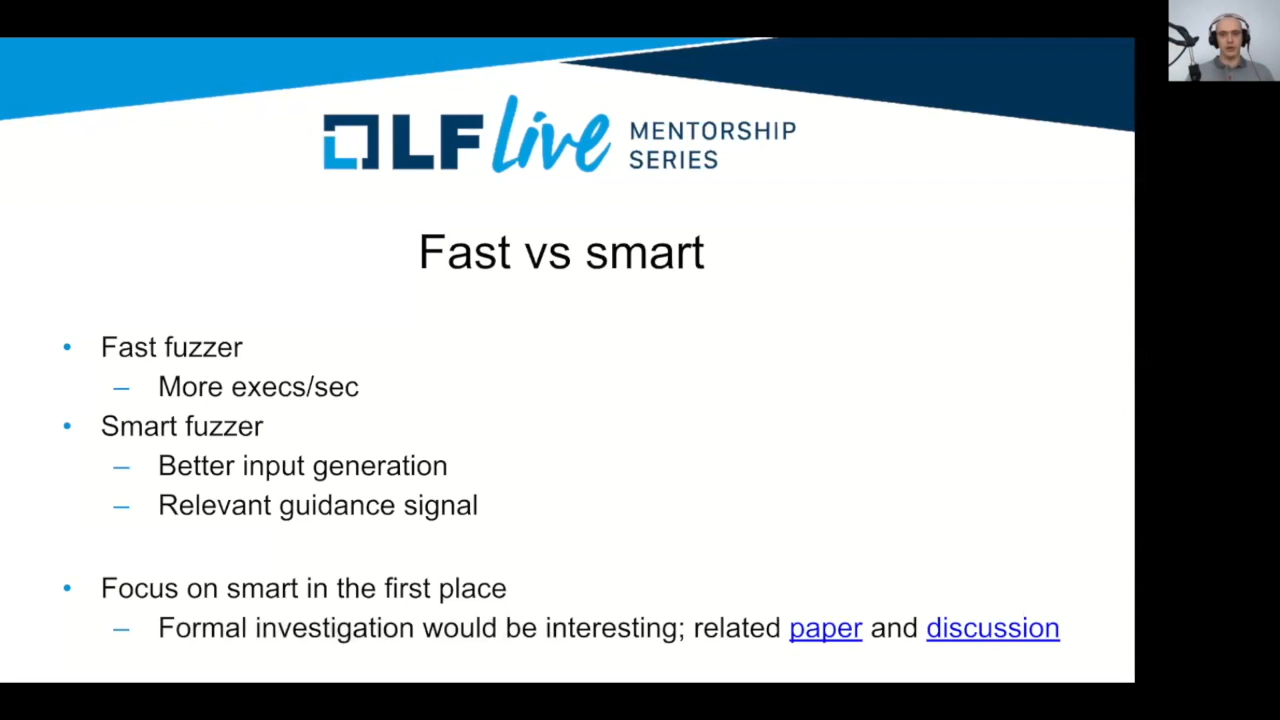 LF Live MENTORSHIP
SERIES
Fast vs smart
• Fast fuzzer
– More execs/sec
• Smart fuzzer
– Better input generation
– Relevant guidance signal
• Focus on smart in the first place
– Formal investigation would be interesting; related paper and discussion